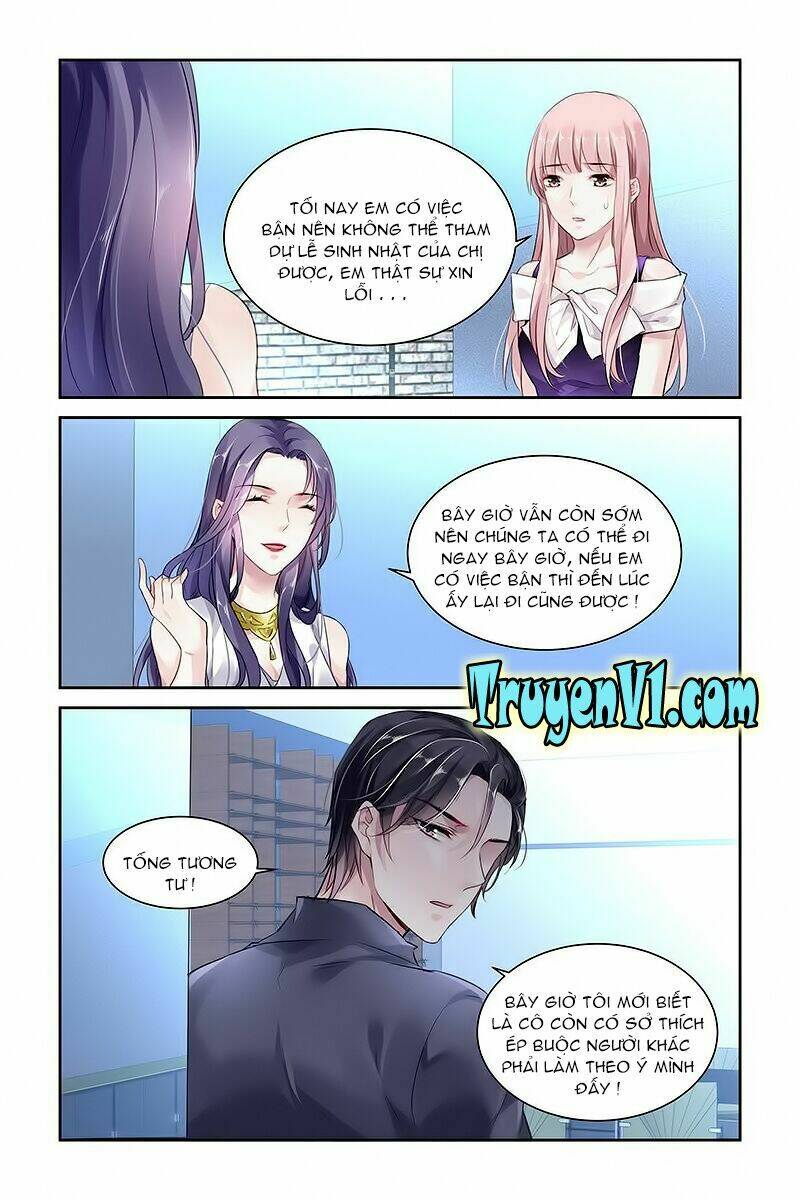 TỐI NAY EM CÓ VIỆC
BẬN NÊN KHÔNG THỂ THAM
DỰ LỄ SINH NHẬT CỦA CHỊ
ĐƯỢC, EM THẬT SỰ XIN
LỖI . . .
BÂY GIỜ VẪN CÒN SỚM
NÊN CHÚNG TA CÓ THỂ ĐI
NGAY BÂY GIỜ, NẾU EM
CÓ VIỆC BẬN THÌ ĐẾN LÚC
ẤY LẠI ĐI CŨNG ĐƯỢC !
TruyenV1.com
TỐNG TƯƠNG
TƯ !
BÂY GIỜ TÔI MỚI BIẾT
LÀ CÔ CÒN CÓ SỞ THÍCH
ÉP BUỘC NGƯỜI KHÁC
PHẢI LÀM THEO Ý MÌNH
ĐẤY !